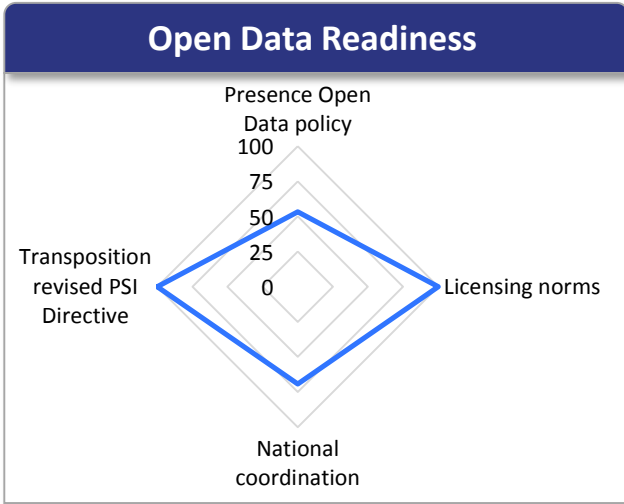 Open Data Readiness
Presence Open
Data policy
100
75
50
25
0
Transposition
revised PSI
Directive
Licensing norms
National
coordination